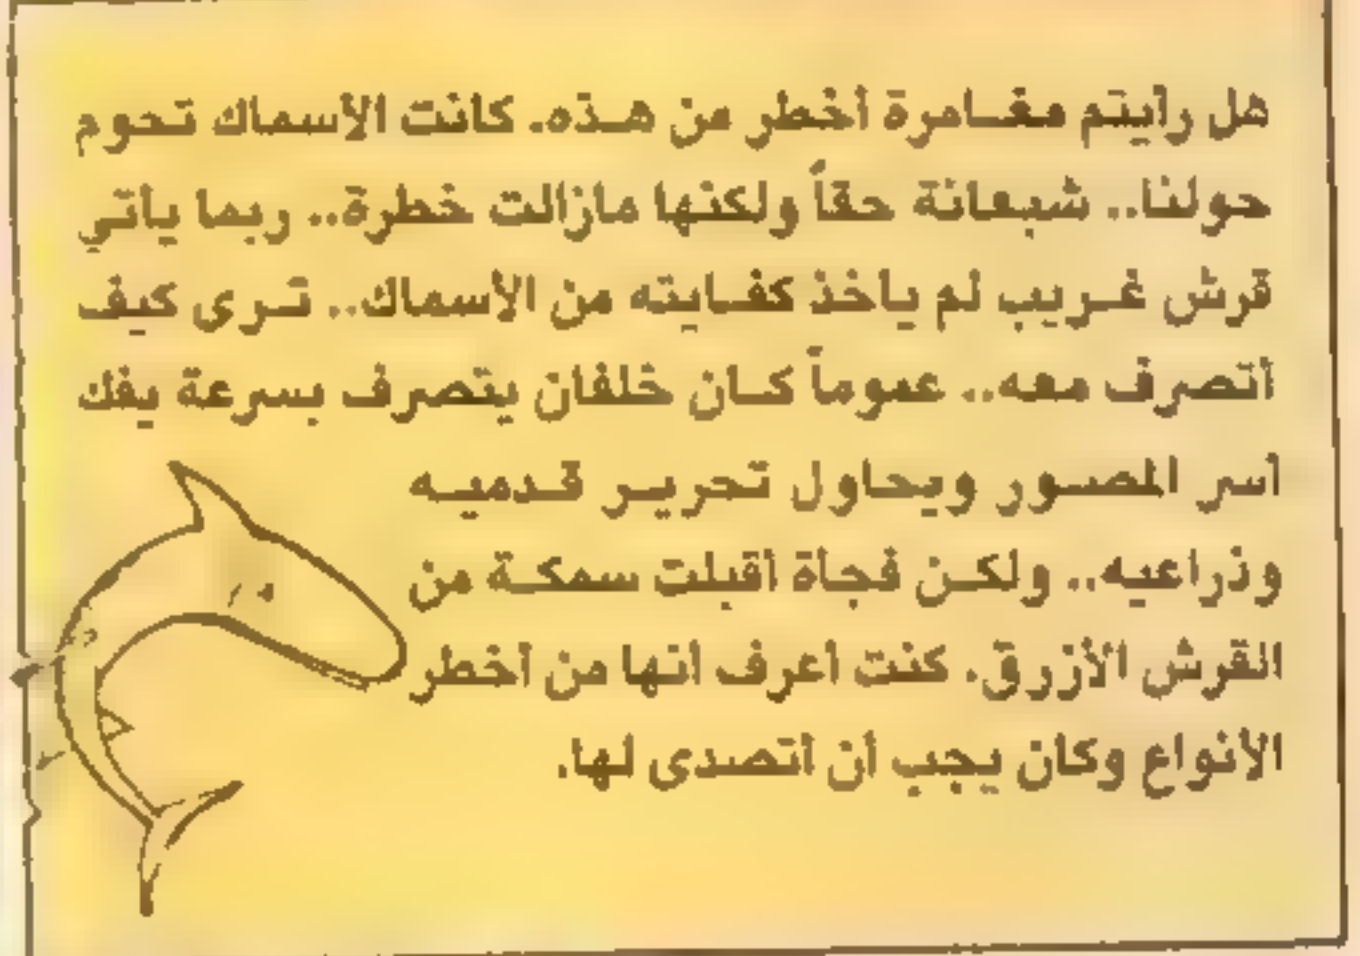 هل رأيتم مغامرة أخطر من هذه. كانت الأسماك تحوم
حولنا.. شبعانة حقاً ولكنها مازالت خطرة.. ربما يأتي
قرش غريب لم يأخذ كفايته من الأسماك.. ترى كيف
أتصرف معه.. عموماً كان خلفان يتصرف بسرعة يفك
أسر المصور ويحاول تحرير قدميه
وذراعيه.. ولكن فجأة أقبلت سمكة من
القرش الأزرق. كنت أعرف أنها من أخطر
الأنواع وكان يجب أن أتصدى لها.